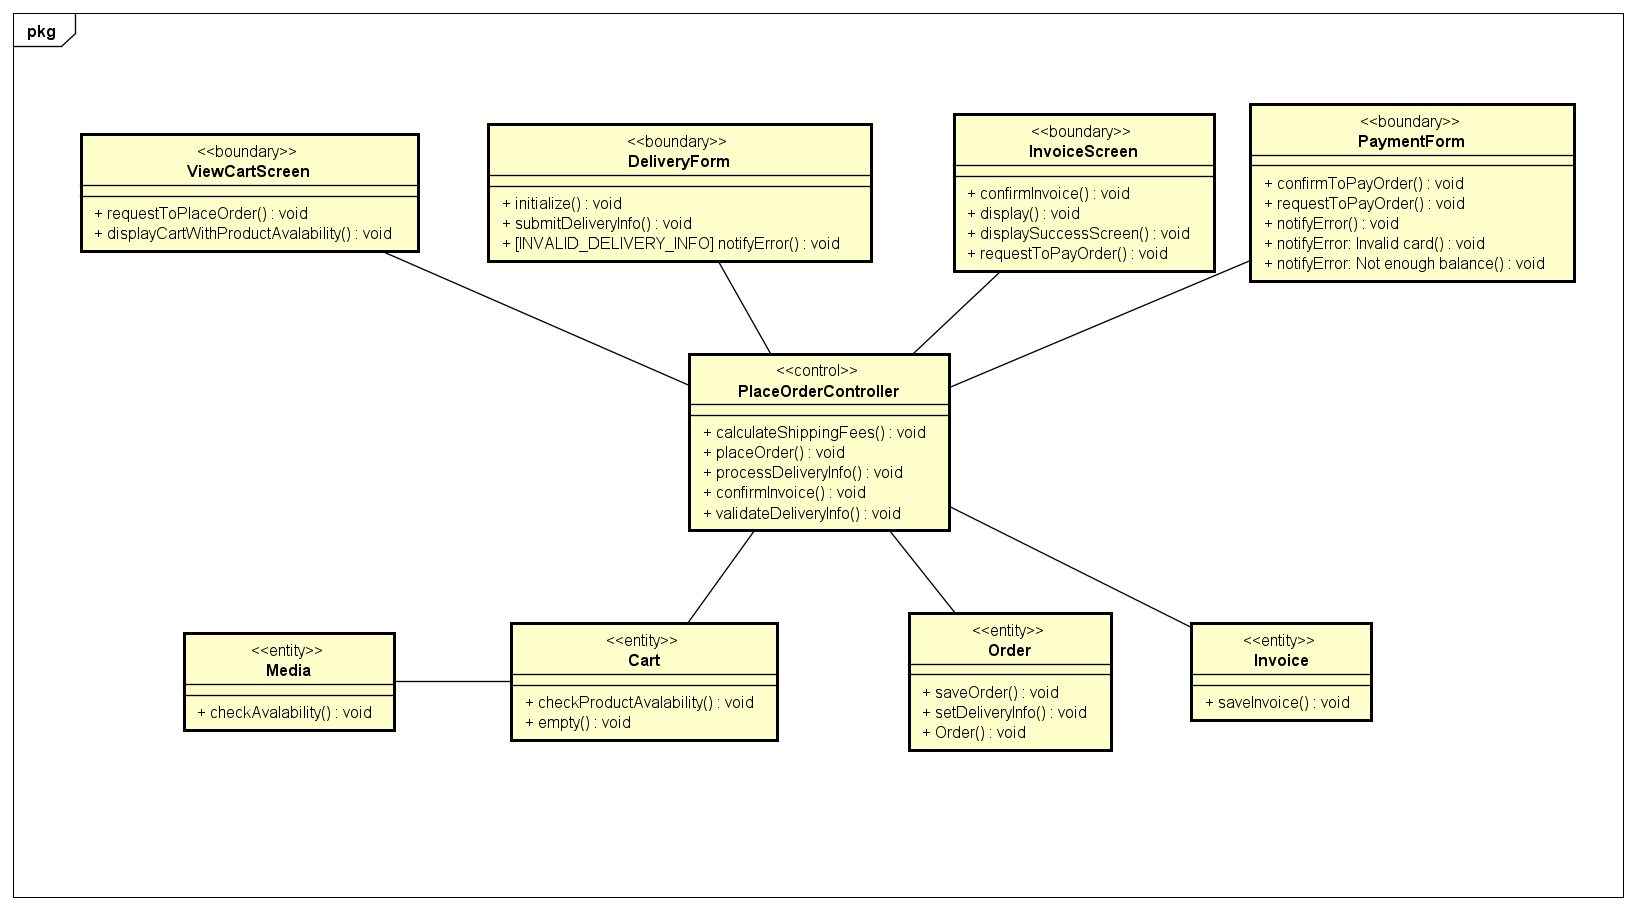 pkg
<<boundary>>
ViewCartScreen
+ requestToPlaceOrder() : void
+ displayCartWithProductAvalability() : void
<<boundary>>
DeliveryForm
+ initialize() : void
+ submitDeliveryInfo() : void
+ [INVALID_DELIVERY_INFO] notifyError() : void
<<boundary>>
InvoiceScreen
+ confirmInvoice() : void
+ display() : void
+ displaySuccessScreen() : void
+ requestToPayOrder() : void
<<boundary>>
PaymentForm
+ confirmToPayOrder() : void
+ requestToPayOrder() : void
+ notifyError() : void
+ notifyError: Invalid card() : void
+ notifyError: Not enough balance() : void
<<control>>
PlaceOrderController
+ calculateShippingFees() : void
+ placeOrder() : void
+ processDeliveryInfo() : void
+ confirmInvoice() : void
+ validateDeliveryInfo() : void
<<entity>>
Media
+ checkAvalability() : void
<<entity>>
Cart
+ checkProductAvalability() : void
+ empty() : void
<<entity>>
Order
+ saveOrder() : void
+ setDeliveryInfo() : void
+ Order() : void
<<entity>>
Invoice
+ saveInvoice() : void